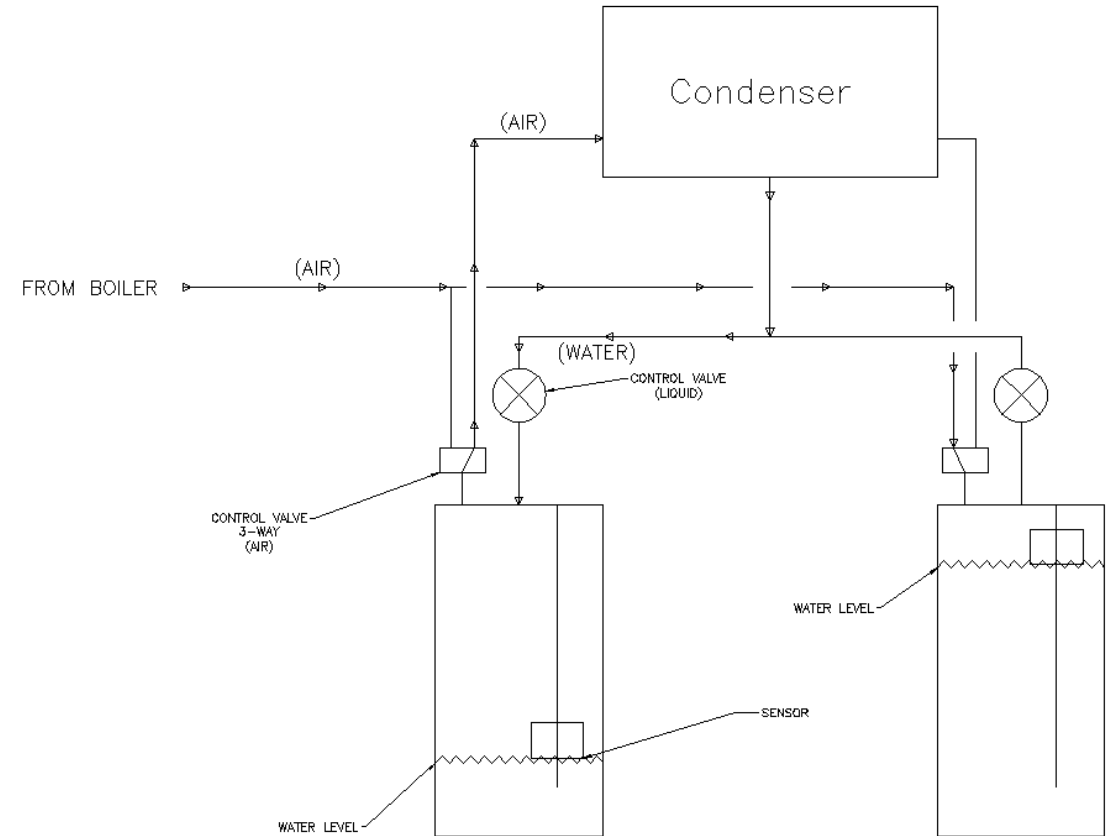 Condenser
(AIR)
(AIR)
FROM BOILER
(WATER)
CONTROL VALVE
(LIQUID)
CONTROL VALVE
3-WAY
(AIR)
WATER LEVEL
SENSOR
WATER LEVEL